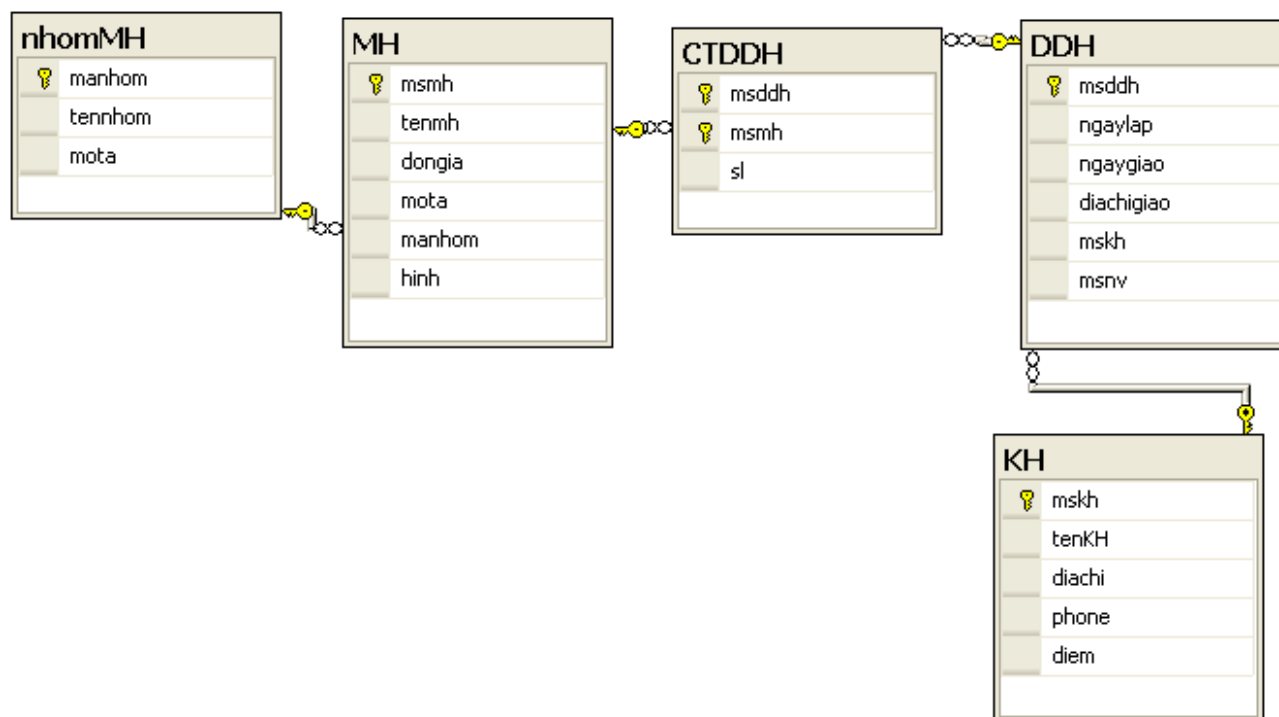 nhomMH
manhom
tennhom
mota
MH
msmh
tenmh
dongia
mota
manhom
hinh
CTDDH
msddh
msmh
sl
DDH
msddh
ngaylap
ngaygiao
diachigiao
mskh
msnv
KH
mskh
tenKH
diachi
phone
diem